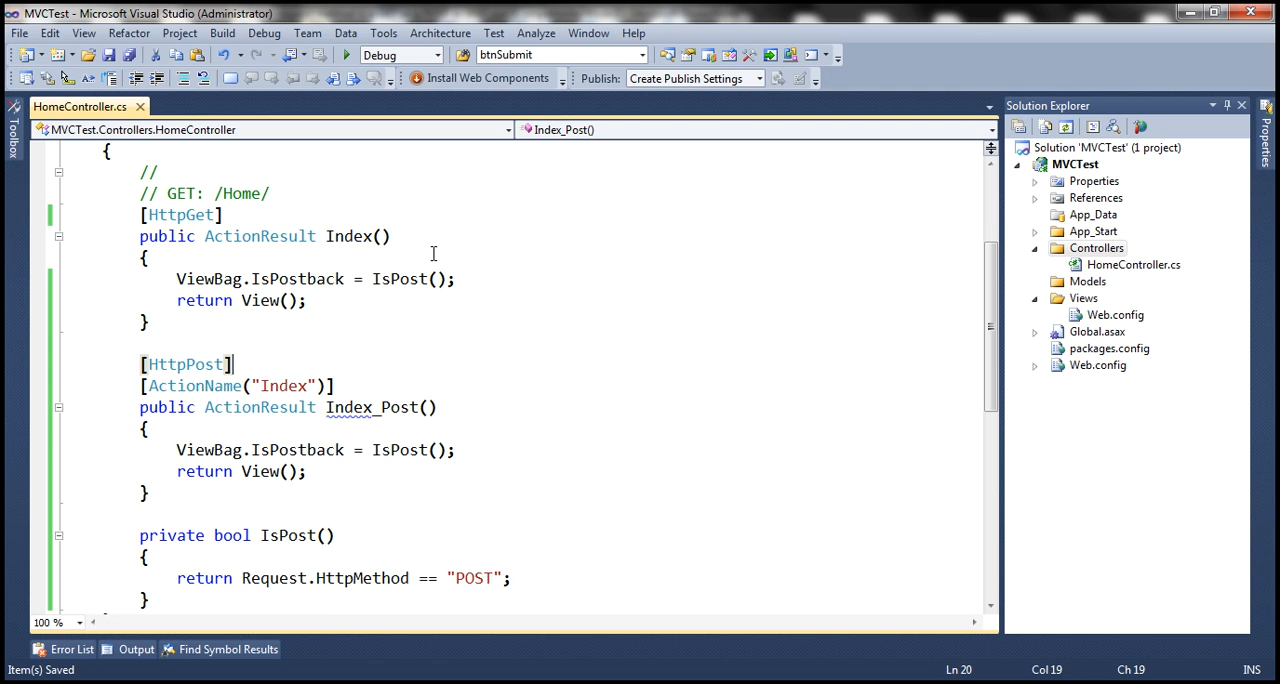 MVCTest - Microsoft Visual Studio (Administrator)
File Edit View Refactor Project Build Debug Team Data Tools Architecture Test Analyze Window Help
Debug btnSubmit
Install Web Components Publish: Create Publish Settings
HomeController.cs
MVCTest.Controllers.HomeController Index_Post()
{
//
// GET: /Home/
[HttpGet]
public ActionResult Index()
{
ViewBag.IsPostback = IsPost();
return View();
}
[HttpPost]
[ActionName("Index")]
public ActionResult Index_Post()
{
ViewBag.IsPostback = IsPost();
return View();
}
private bool IsPost()
{
return Request.HttpMethod == "POST";
}
100 %
Toolbox
Solution Explorer
Solution 'MVCTest' (1 project)
MVCTest
Properties
References
App_Data
App_Start
Controllers
HomeController.cs
Models
Views
Web.config
Global.asax
packages.config
Web.config
Properties
Error List Output Find Symbol Results
Item(s) Saved Ln 20 Col 19 Ch 19 INS